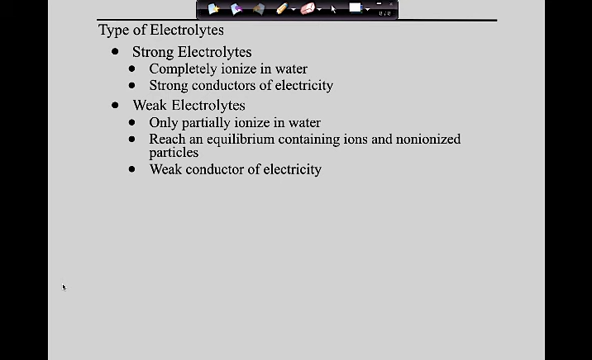 Type of Electrolytes
● Strong Electrolytes
● Completely ionize in water
● Strong conductors of electricity
● Weak Electrolytes
● Only partially ionize in water
● Reach an equilibrium containing ions and nonionized
particles
● Weak conductor of electricity